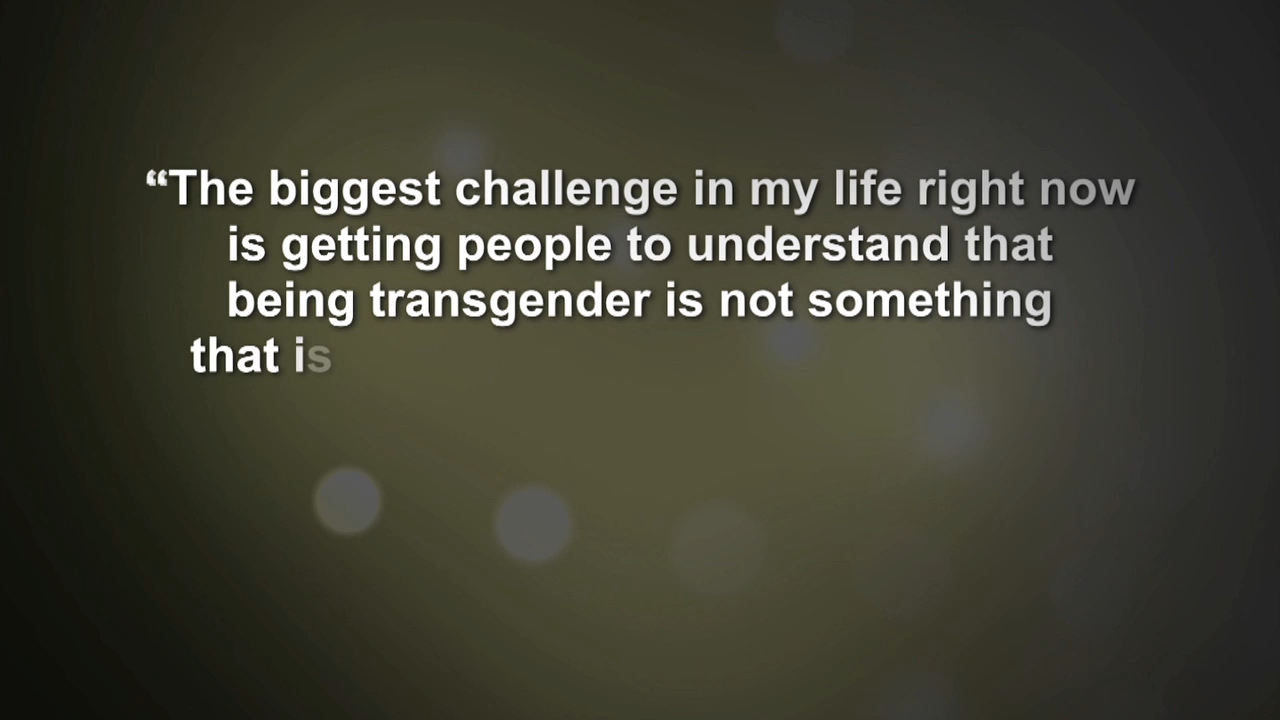 “The biggest challenge in my life right now
is getting people to understand that
being transgender is not something
that is